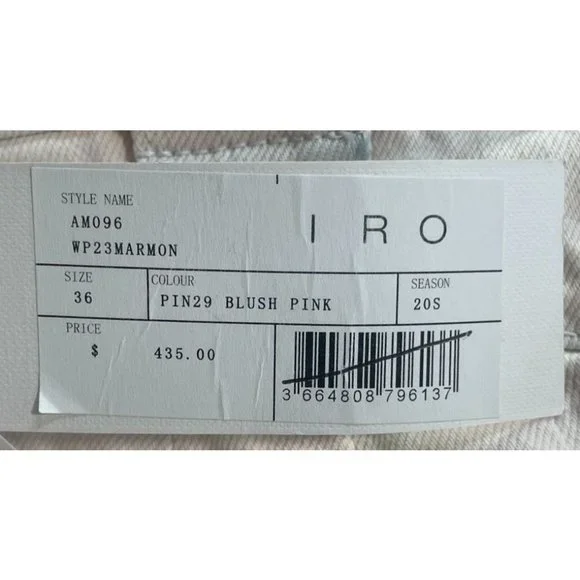 STYLE NAME
AM096
WP23MARMON
IRO
SIZE
36
COLOUR
PIN29 BLUSH PINK
SEASON
20S
PRICE
$ 435.00
3 664808 796137